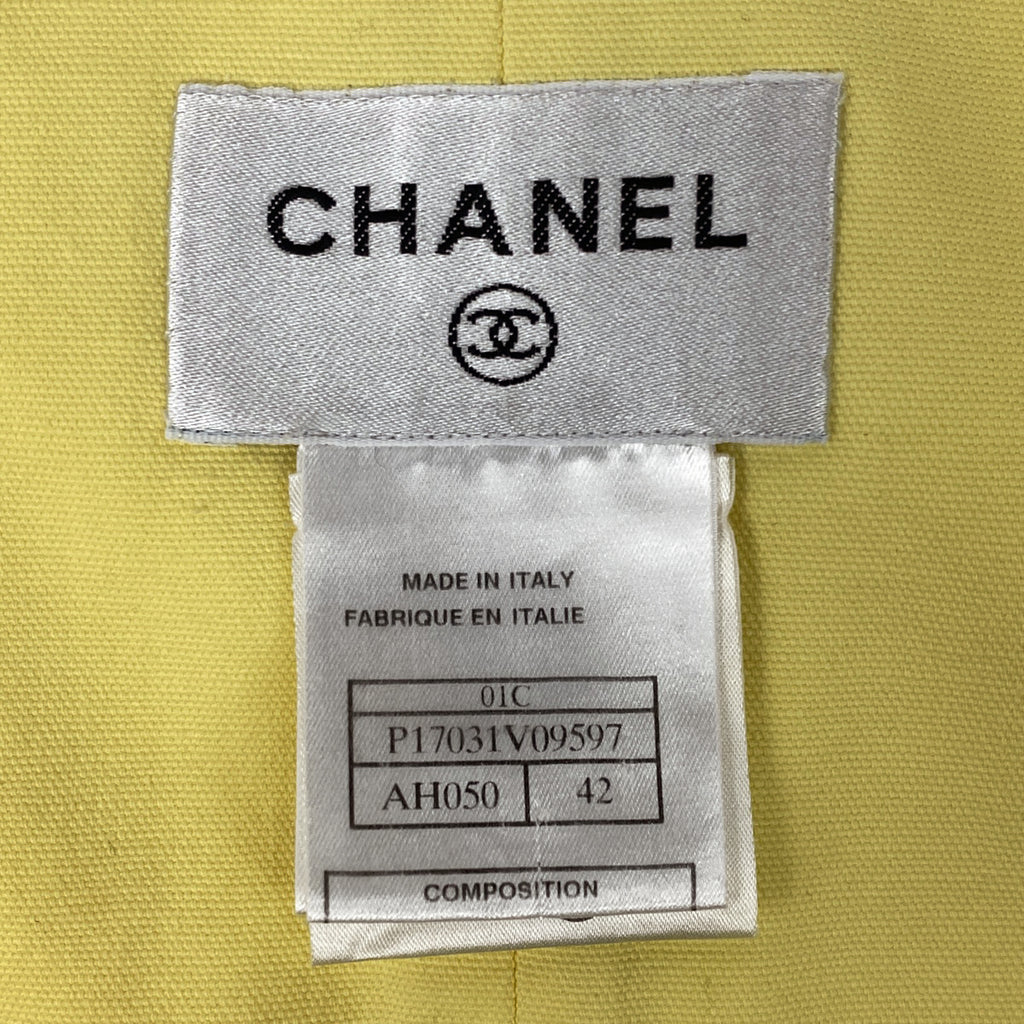 CHANEL
MADE IN ITALY
FABRIQUE EN ITALIE
01C
P17031V09597
AH050 42
COMPOSITION